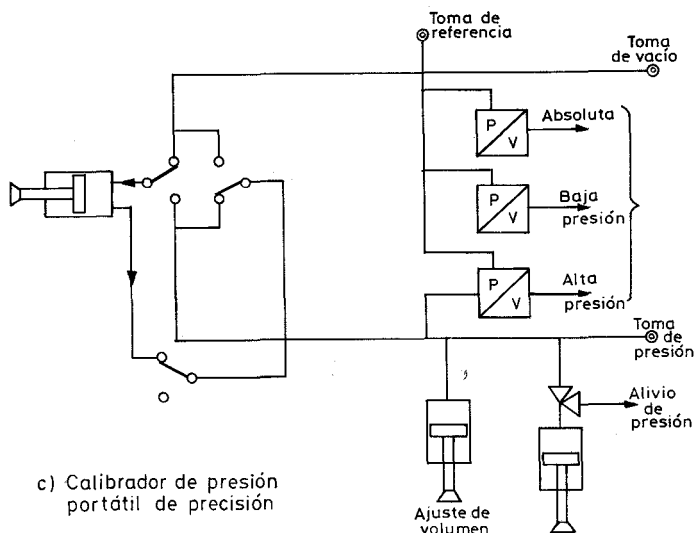 Toma de
referencia
Toma
de vacío
P
V
Absoluta
P
V
Baja
presión
P
V
Alta
presión
Toma
de
presión
Alivio
de
presión
c) Calibrador de presión
portátil de precisión
Ajuste de
volumen